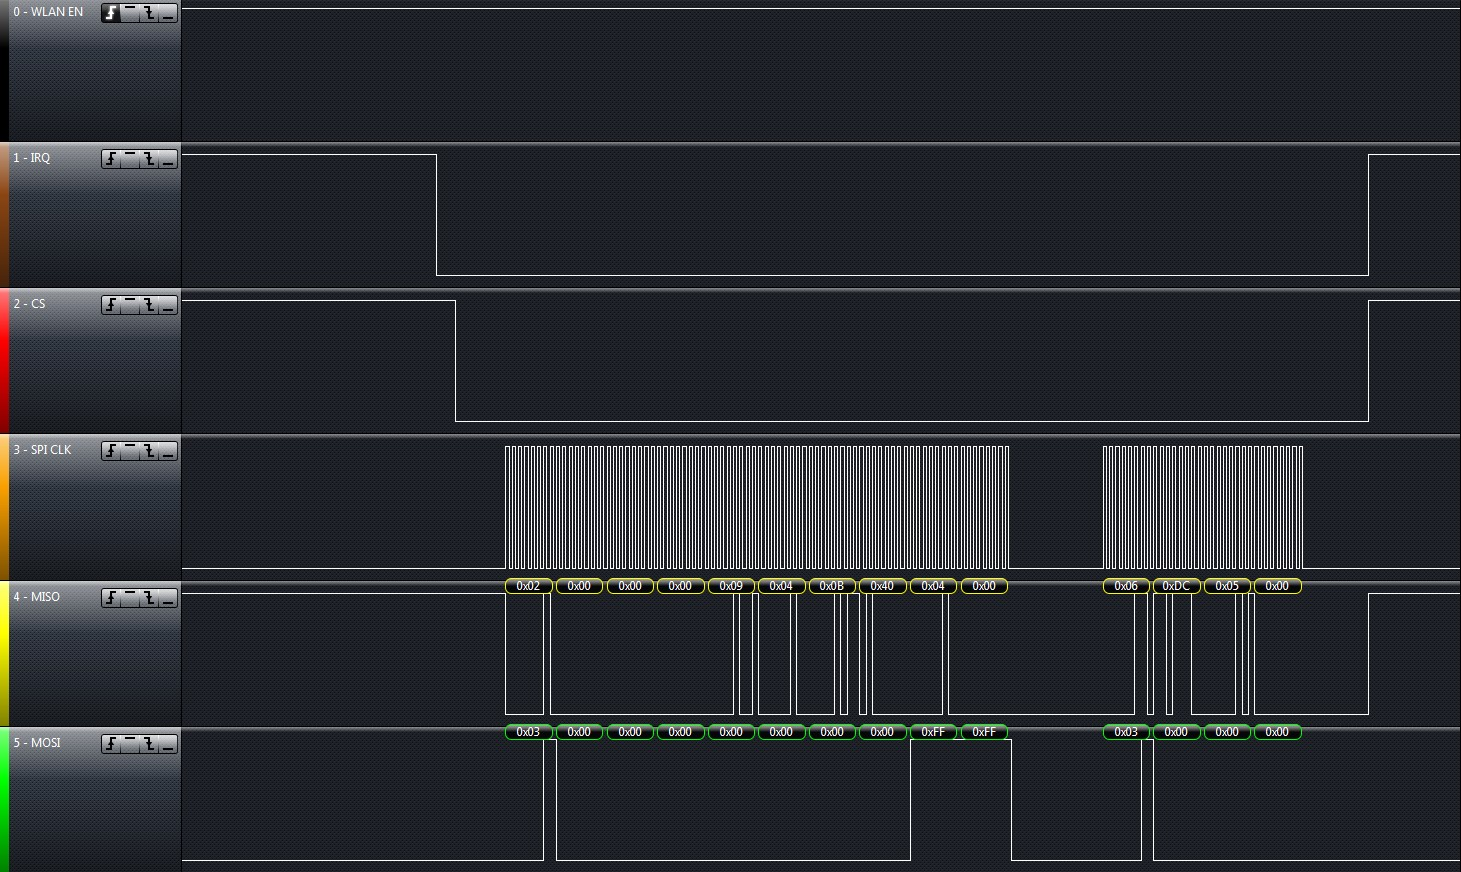 0 - WLAN EN
1 - IRQ
2 - CS
3 - SPI CLK
0x02 0x00 0x00 0x00 0x09 0x04 0x0B 0x40 0x04 0x00 0x06 0xDC 0x05 0x00
4 - MISO
0x03 0x00 0x00 0x00 0x00 0x00 0x00 0x00 0xFF 0xFF 0x03 0x00 0x00 0x00
5 - MOSI